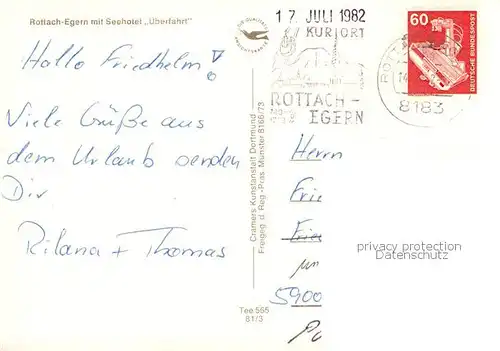 Rottach-Egern mit Seehotel „Überfahrt"
Hallo Friedhelm!
Viele Grüße aus
dem Urlaub senden
Dir
Rilana + Thomas
Cramers Kunstanstalt Dortmund
Freigeg. d. Reg.-Präs. Münster 8166/73
Tee 565
81/3
17. JULI 1982
KURORT
ROTTACH-
EGERN
60
DEUTSCHE BUNDESPOST
8183
Herrn
5900
privacy protection
Datenschutz